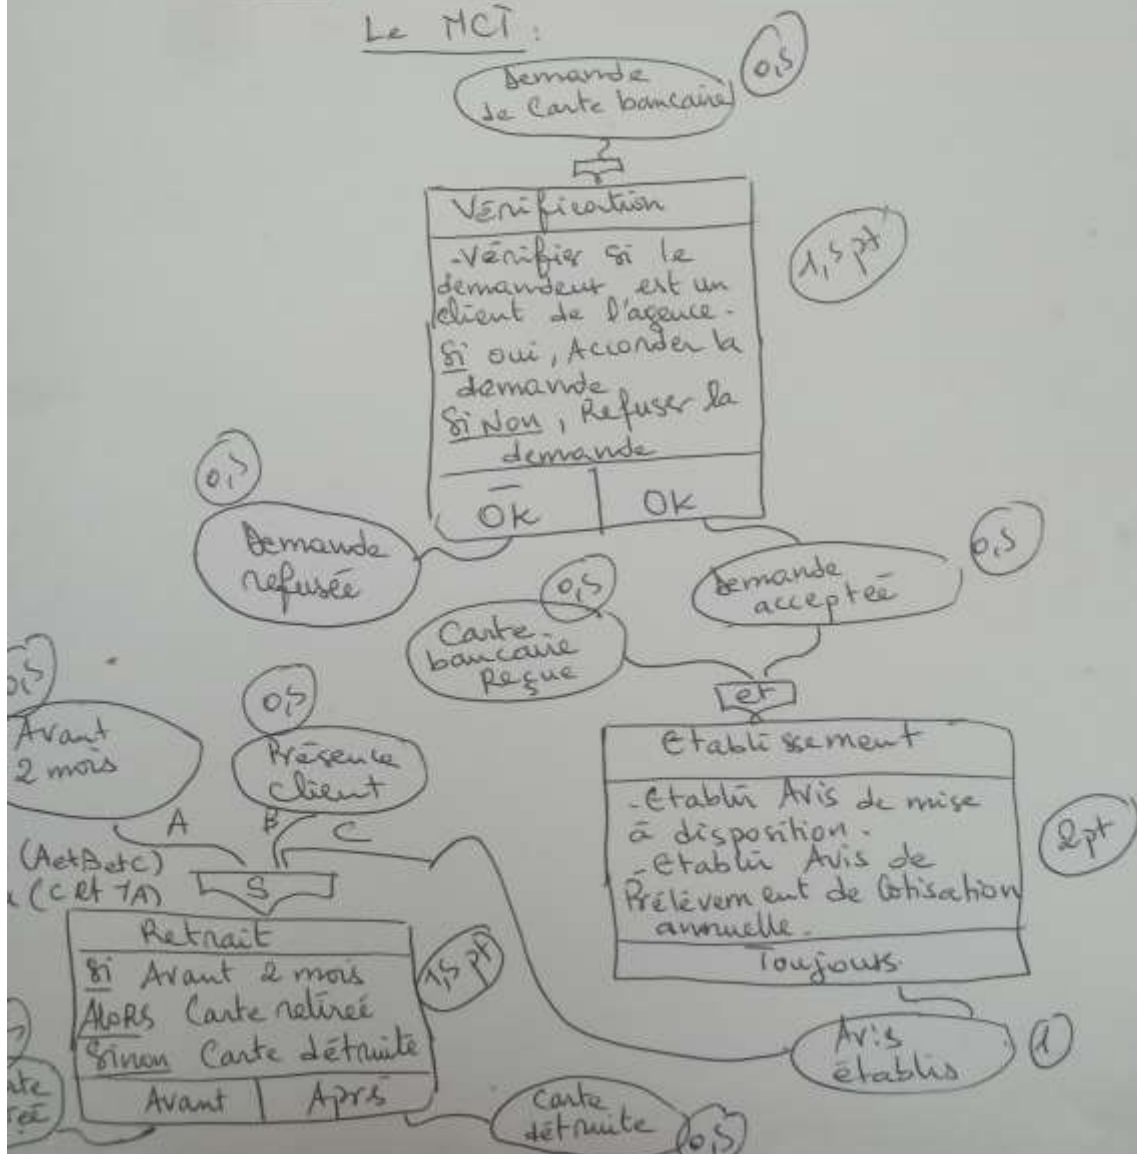 Le MCT :
Demande
de Carte bancaire
0,5
Vérification
1,5 pt
-Vérifier si le
demandeur est un
client de l'agence.
Si oui, Accorder la
demande
Si Non, Refuser la
demande
OK
OK
0,5
Demande
refusée
0,5
Demande
acceptée
0,5
Carte
bancaire
Reçue
et
Etablissement
-Etablir Avis de mise
à disposition.
-Etablir Avis de
Prélèvement de Cotisation
annuelle.
Toujours
2pt
0,5
Avant
2 mois
0,5
Présence
client
A
B
C
(A et B et C)
(C et 7A)
S
Retrait
Si Avant 2 mois
ALORS Carte retirée
Sinon Carte détruite
Avant
Aprs
1,5 pt
Avis
établis
1
Carte
détruite
0,5